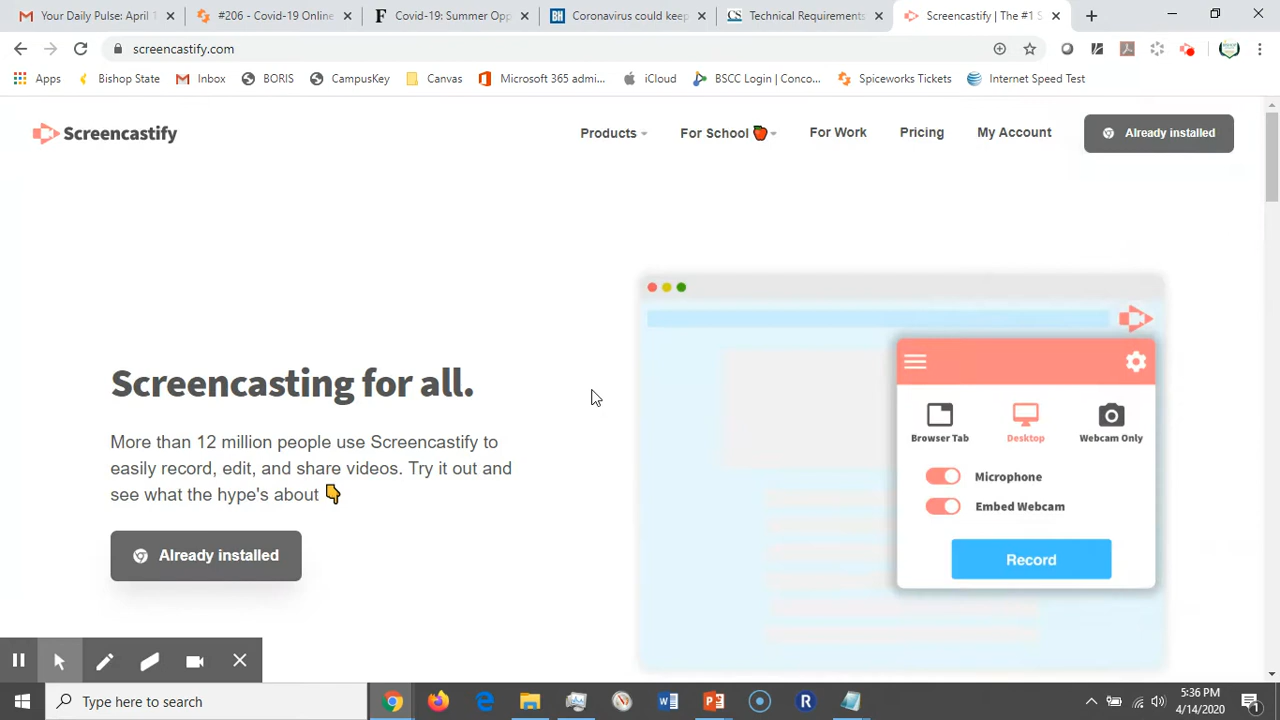 Your Daily Pulse: April 1
#206 - Covid-19 Online
Covid-19: Summer Opp
Coronavirus could keep
Technical Requirements
Screencastify | The #1 S
screencastify.com
Apps
Bishop State
Inbox
BORIS
CampusKey
Canvas
Microsoft 365 admi...
iCloud
BSCC Login | Conco...
Spiceworks Tickets
Internet Speed Test
Screencastify
Products
For School
For Work
Pricing
My Account
Already installed
Screencasting for all.
More than 12 million people use Screencastify to
easily record, edit, and share videos. Try it out and
see what the hype's about
Already installed
Browser Tab
Desktop
Webcam Only
Microphone
Embed Webcam
Record
Type here to search
5:36 PM
4/14/2020